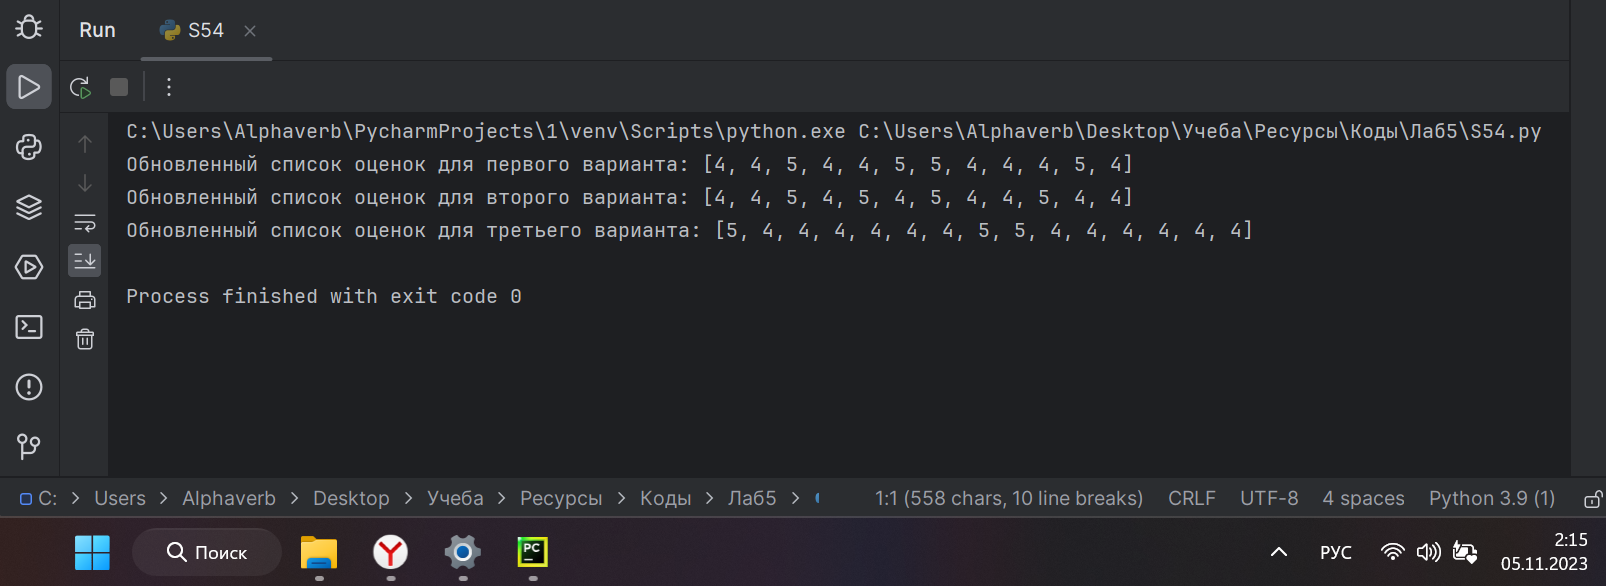 Run S54
C:\Users\Alphaverb\PycharmProjects\1\venv\Scripts\python.exe C:\Users\Alphaverb\Desktop\Учеба\Ресурсы\Коды\Лаб5\S54.py
Обновленный список оценок для первого варианта: [4, 4, 5, 4, 4, 5, 5, 4, 4, 4, 5, 4]
Обновленный список оценок для второго варианта: [4, 4, 5, 4, 5, 4, 5, 4, 4, 5, 4, 4]
Обновленный список оценок для третьего варианта: [5, 4, 4, 4, 4, 4, 4, 5, 5, 4, 4, 4, 4, 4, 4]
Process finished with exit code 0
C: > Users > Alphaverb > Desktop > Учеба > Ресурсы > Коды > Лаб5 > 1:1 (558 chars, 10 line breaks) CRLF UTF-8 4 spaces Python 3.9 (1)
Поиск PC РУС 2:15
05.11.2023